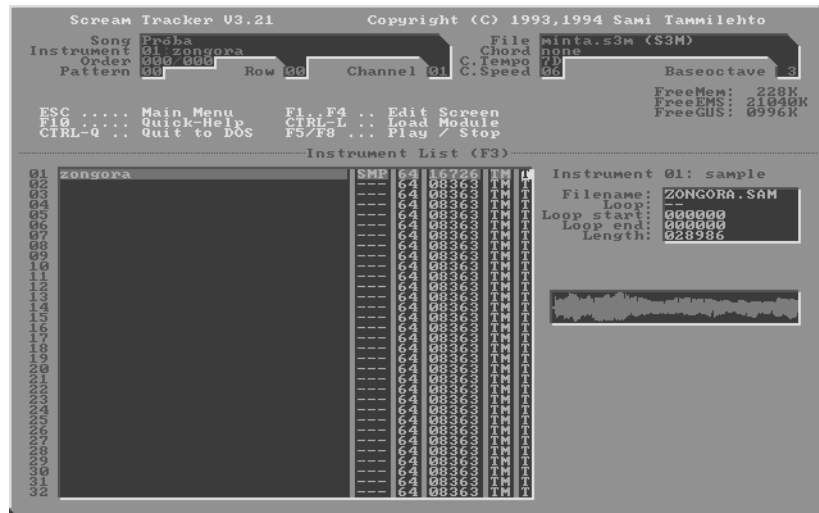 Scream Tracker V3.21 Copyright (C) 1993,1994 Sami Tammilehto
Song Próba File minta.s3m (S3M)
Instrument 01:zongora Chord none
Order 000/000 C.Tempo 7D
Pattern 00 Row 00 Channel 01 C.Speed 06 Baseoctave 3
FreeMem: 228K
FreeEMS: 21040K
FreeGUS: 0996K
ESC ..... Main Menu F1..F4 .. Edit Screen
F10 ..... Quick-Help CTRL-L .. Load Module
CTRL-Q .. Quit to DOS F5/F8 ... Play / Stop
Instrument List (F3)
01 zongora SMP 64 16726 TM T
02 --- 64 08363 TM T
03 --- 64 08363 TM T
04 --- 64 08363 TM T
05 --- 64 08363 TM T
06 --- 64 08363 TM T
07 --- 64 08363 TM T
08 --- 64 08363 TM T
09 --- 64 08363 TM T
10 --- 64 08363 TM T
11 --- 64 08363 TM T
12 --- 64 08363 TM T
13 --- 64 08363 TM T
14 --- 64 08363 TM T
15 --- 64 08363 TM T
16 --- 64 08363 TM T
17 --- 64 08363 TM T
18 --- 64 08363 TM T
19 --- 64 08363 TM T
20 --- 64 08363 TM T
21 --- 64 08363 TM T
22 --- 64 08363 TM T
23 --- 64 08363 TM T
24 --- 64 08363 TM T
25 --- 64 08363 TM T
26 --- 64 08363 TM T
27 --- 64 08363 TM T
28 --- 64 08363 TM T
29 --- 64 08363 TM T
30 --- 64 08363 TM T
31 --- 64 08363 TM T
32 --- 64 08363 TM T
Instrument 01: sample
Filename: ZONGORA.SAM
Loop: --
Loop start: 000000
Loop end: 000000
Length: 028986